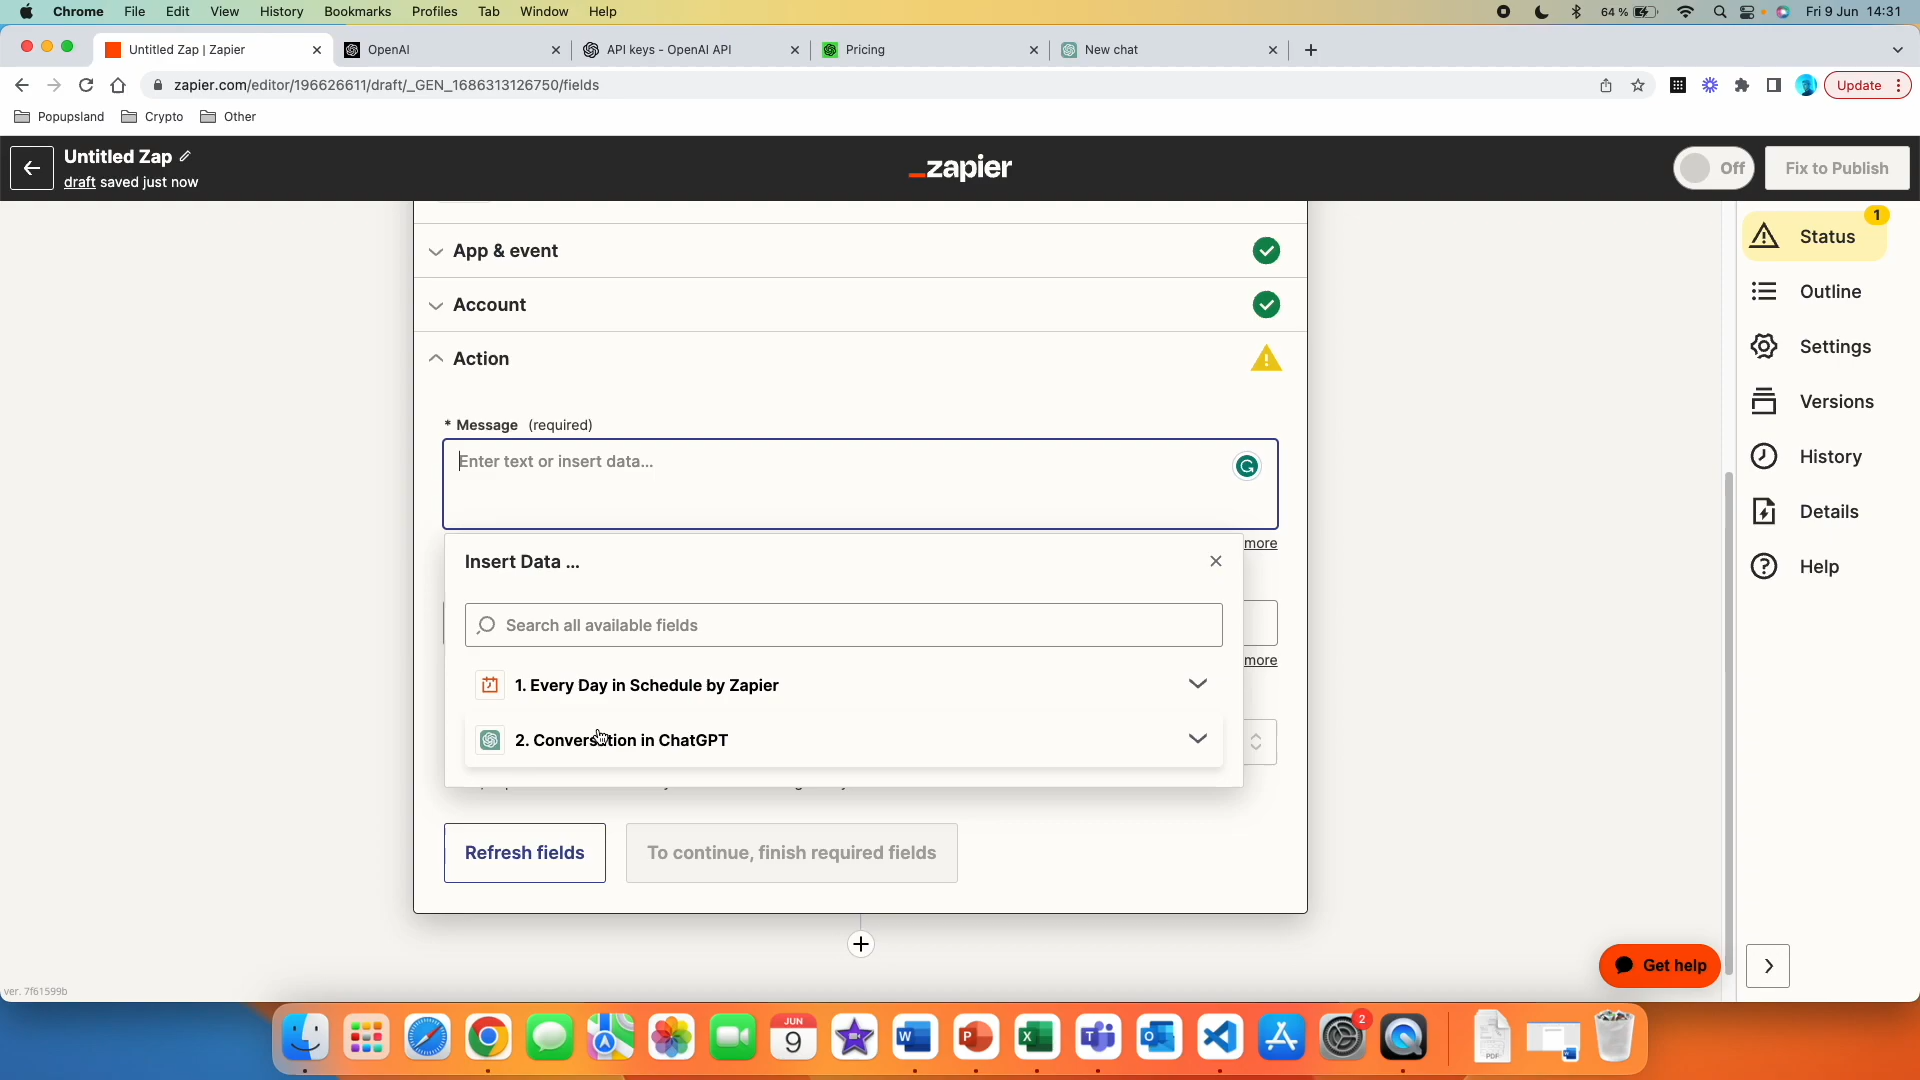 Chrome File Edit View History Bookmarks Profiles Tab Window Help 64 % Fri 9 Jun 14:31
Untitled Zap | Zapier OpenAI API keys - OpenAI API Pricing New chat
zapier.com/editor/196626611/draft/_GEN_1686313126750/fields Update
Popupsland Crypto Other
Untitled Zap
draft saved just now
_zapier
Off Fix to Publish
App & event
Account
Action
* Message (required)
Enter text or insert data...
more
Insert Data ...
Search all available fields
more
1. Every Day in Schedule by Zapier
2. Conversation in ChatGPT
Refresh fields To continue, finish required fields
1
Status
Outline
Settings
Versions
History
Details
Help
Get help
ver. 7f61599b
JUN
9
2
PDF